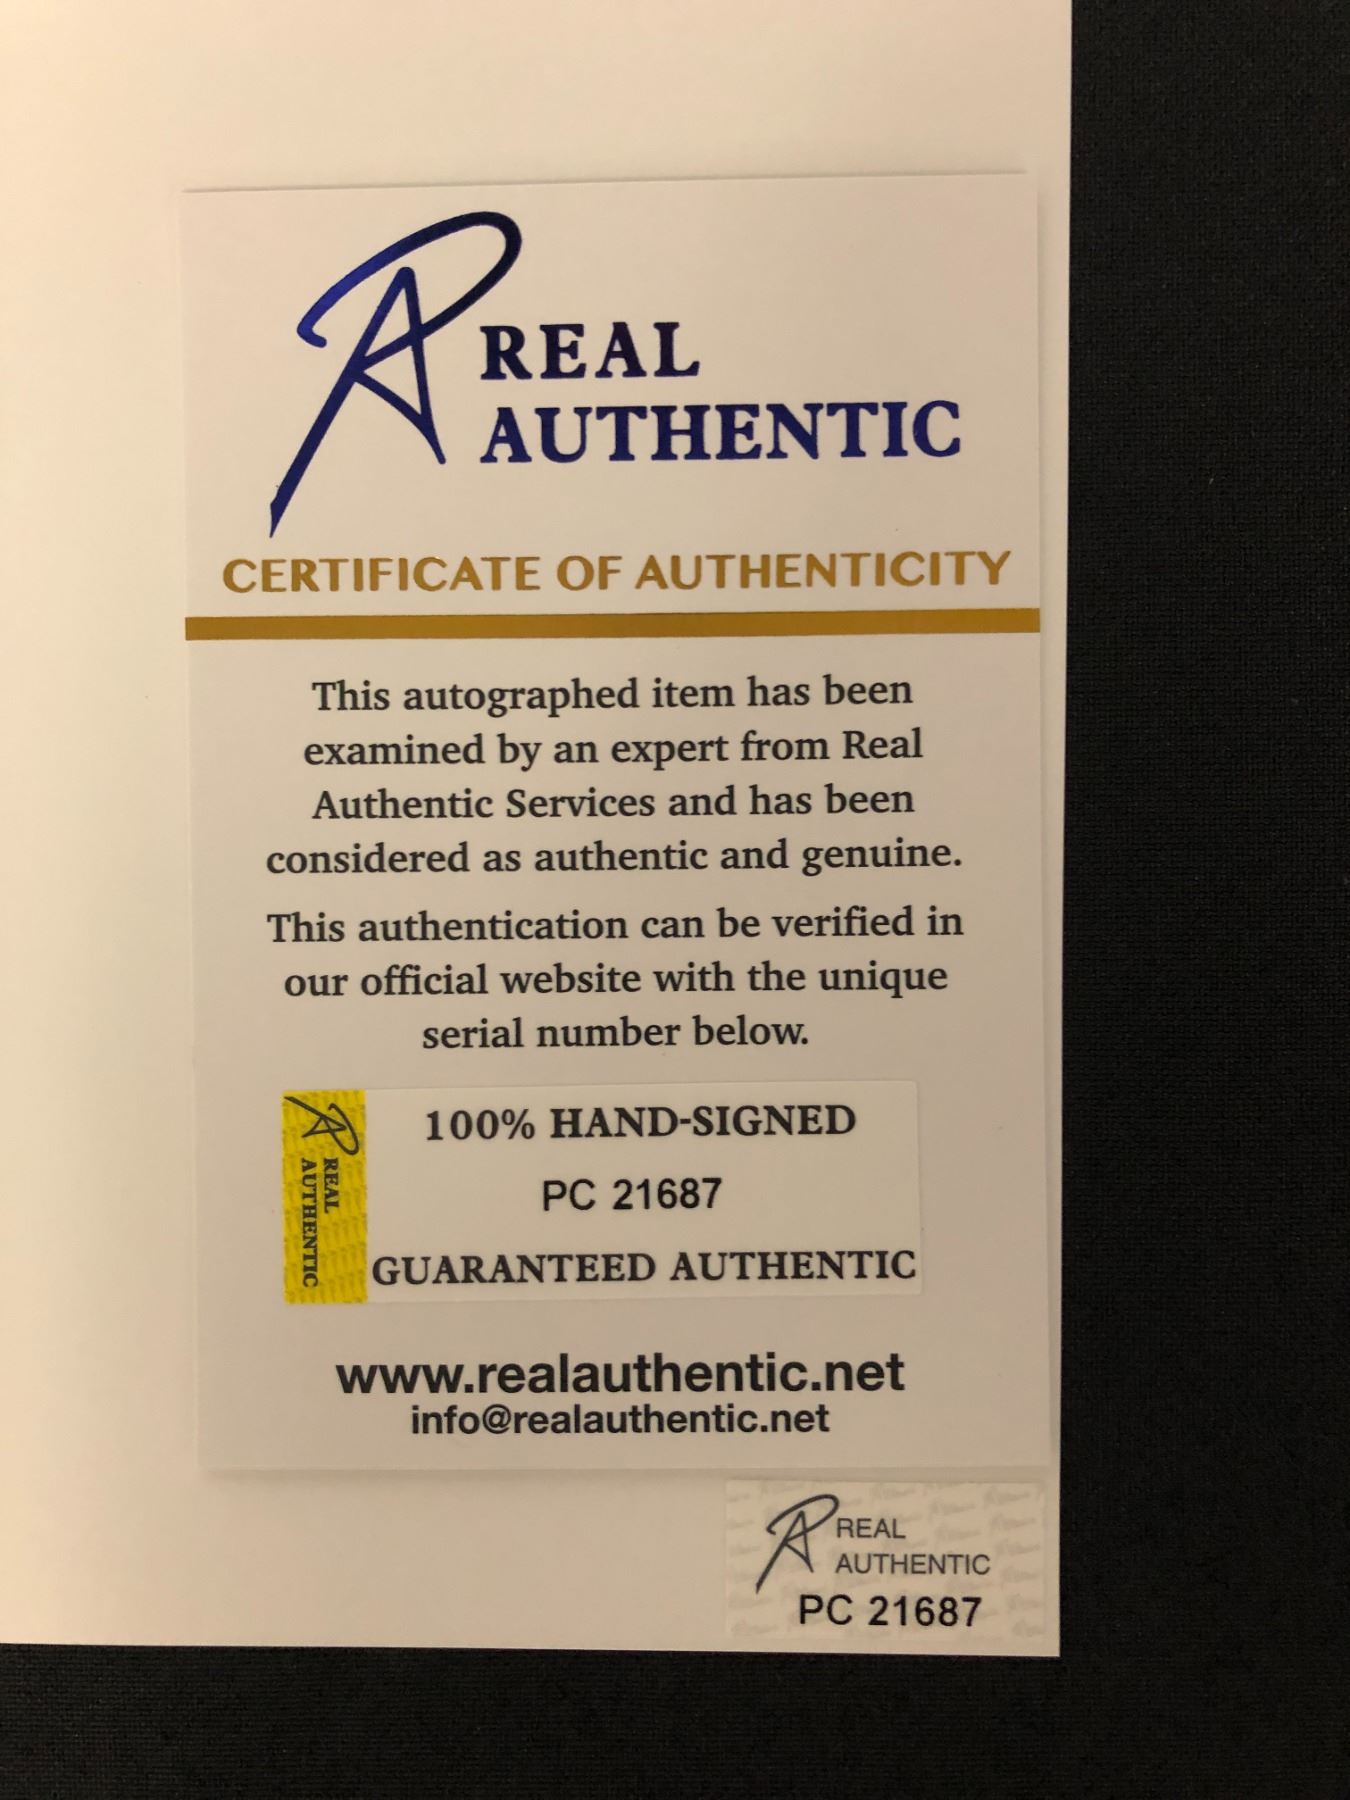 REAL
AUTHENTIC
CERTIFICATE OF AUTHENTICITY
This autographed item has been
examined by an expert from Real
Authentic Services and has been
considered as authentic and genuine.
This authentication can be verified in
our official website with the unique
serial number below.
REAL
AUTHENTIC
100% HAND-SIGNED
PC 21687
GUARANTEED AUTHENTIC
www.realauthentic.net
info@realauthentic.net
REAL
AUTHENTIC
PC 21687